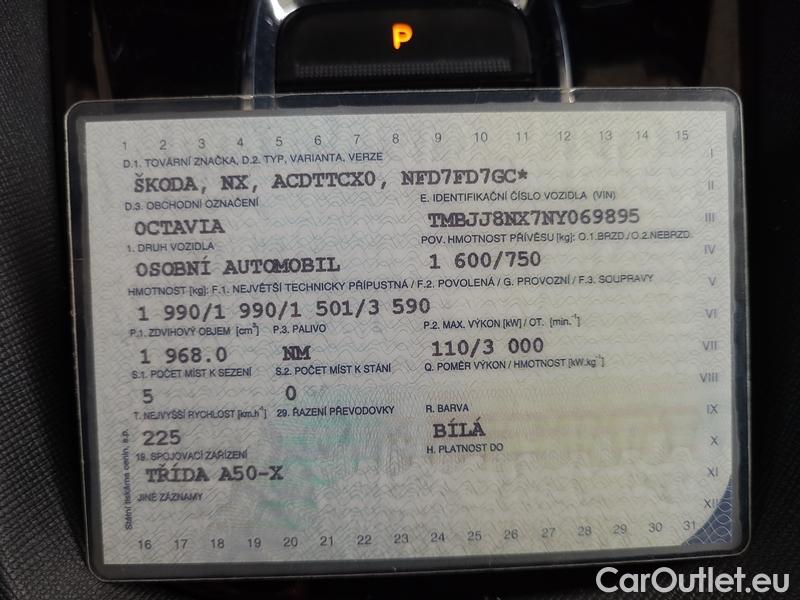 P
1 2 3 4 5 6 7 8 9 10 11 12 13 14 15
D.1. TOVÁRNÍ ZNAČKA, D.2. TYP, VARIANTA, VERZE
I
ŠKODA, NX, ACDTTCX0, NFD7FD7GC*
II
D.3. OBCHODNÍ OZNAČENÍ
E. IDENTIFIKAČNÍ ČÍSLO VOZIDLA (VIN)
OCTAVIA
TMBJJ8NX7NY069895
III
1. DRUH VOZIDLA
POV. HMOTNOST PŘÍVĚSU [kg]: O.1.BRZD./O.2.NEBRZD.
OSOBNÍ AUTOMOBIL
1 600/750
IV
HMOTNOST [kg]: F.1. NEJVĚTŠÍ TECHNICKY PŘÍPUSTNÁ / F.2. POVOLENÁ / G. PROVOZNÍ / F.3. SOUPRAVY
V
1 990/1 990/1 501/3 590
VI
P.1. ZDVIHOVÝ OBJEM [cm³]
P.3. PALIVO
P.2. MAX. VÝKON [kW] / OT. [min.⁻¹]
1 968.0
NM
110/3 000
VII
S.1. POČET MÍST K SEZENÍ
S.2. POČET MÍST K STÁNÍ
Q. POMĚR VÝKON / HMOTNOST [kW.kg⁻¹]
VIII
5
0
T. NEJVYŠŠÍ RYCHLOST [km.h⁻¹]
29. ŘAZENÍ PŘEVODOVKY
R. BARVA
IX
225
BÍLÁ
X
19. SPOJOVACÍ ZAŘÍZENÍ
H. PLATNOST DO
TŘÍDA A50-X
XI
JINÉ ZÁZNAMY
XII
Státní tiskárna cenin, s.p.
16 17 18 19 20 21 22 23 24 25 26 27 28 29 30 31
CarOutlet.eu